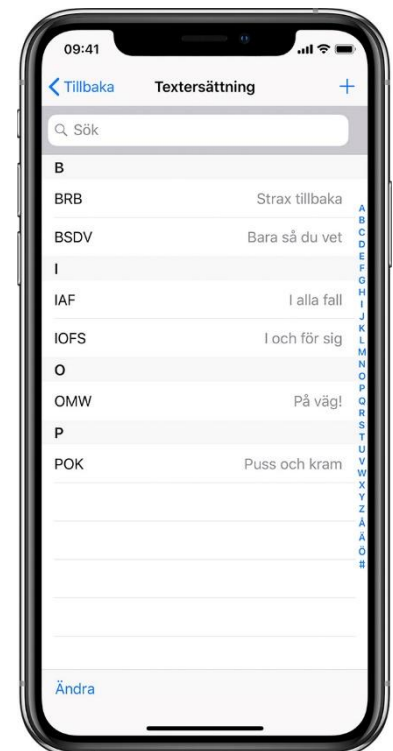 09:41
Tillbaka Textersättning +
Sök
B
BRB Strax tillbaka
BSDV Bara så du vet
I
IAF I alla fall
IOFS I och för sig
O
OMW På väg!
P
POK Puss och kram
A
B
C
D
E
F
G
H
I
J
K
L
M
N
O
P
Q
R
S
T
U
V
W
X
Y
Z
Å
Ä
Ö
#
Ändra